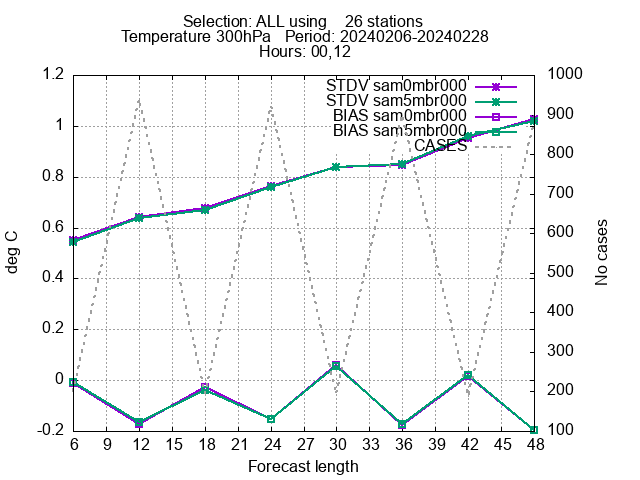 Selection: ALL using    26 stations
Temperature 300hPa   Period: 20240206-20240228
Hours: 00,12
STDV sam0mbr000
STDV sam5mbr000
BIAS sam0mbr000
BIAS sam5mbr000
CASES
1.2
1
0.8
0.6
0.4
0.2
0
-0.2
deg C
1000
900
800
700
600
500
400
300
200
100
No cases
6 9 12 15 18 21 24 27 30 33 36 39 42 45 48
Forecast length